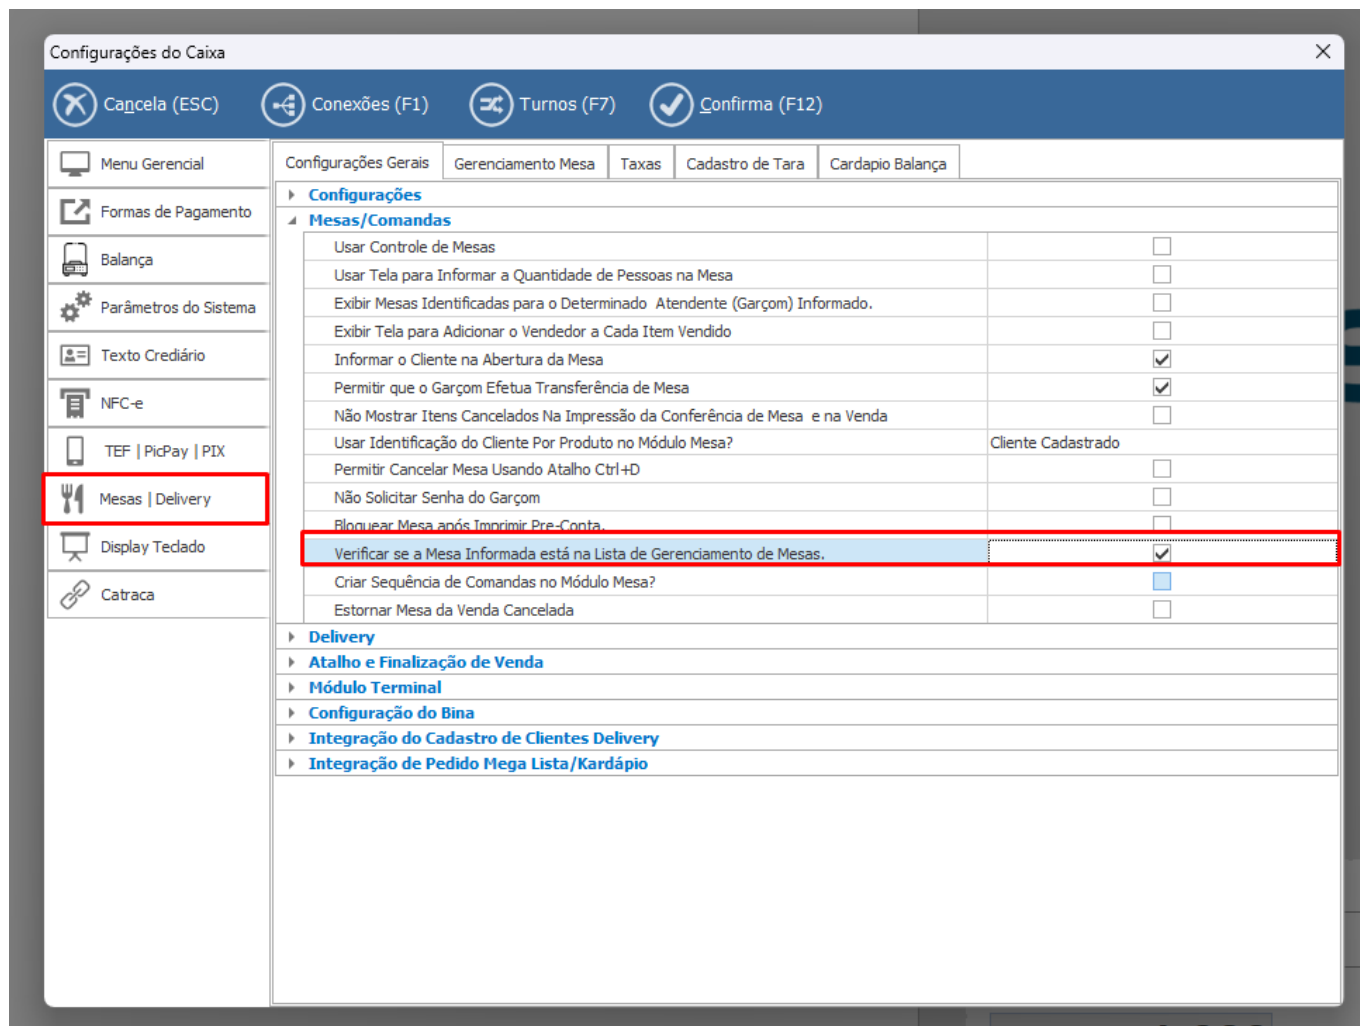 Configurações do Caixa
Cancela (ESC)
Conexões (F1)
Turnos (F7)
Confirma (F12)
Menu Gerencial
Formas de Pagamento
Balança
Parâmetros do Sistema
Texto Crediário
NFC-e
TEF | PicPay | PIX
Mesas | Delivery
Display Teclado
Catraca
Configurações Gerais
Gerenciamento Mesa
Taxas
Cadastro de Tara
Cardapio Balança
Configurações
Mesas/Comandas
Usar Controle de Mesas
Usar Tela para Informar a Quantidade de Pessoas na Mesa
Exibir Mesas Identificadas para o Determinado  Atendente (Garçom) Informado.
Exibir Tela para Adicionar o Vendedor a Cada Item Vendido
Informar o Cliente na Abertura da Mesa
Permitir que o Garçom Efetua Transferência de Mesa
Não Mostrar Itens Cancelados Na Impressão da Conferência de Mesa  e na Venda
Usar Identificação do Cliente Por Produto no Módulo Mesa? Cliente Cadastrado
Permitir Cancelar Mesa Usando Atalho Ctrl+D
Não Solicitar Senha do Garçom
Bloquear Mesa após Imprimir Pre-Conta.
Verificar se a Mesa Informada está na Lista de Gerenciamento de Mesas.
Criar Sequência de Comandas no Módulo Mesa?
Estornar Mesa da Venda Cancelada
Delivery
Atalho e Finalização de Venda
Módulo Terminal
Configuração do Bina
Integração do Cadastro de Clientes Delivery
Integração de Pedido Mega Lista/Kardápio